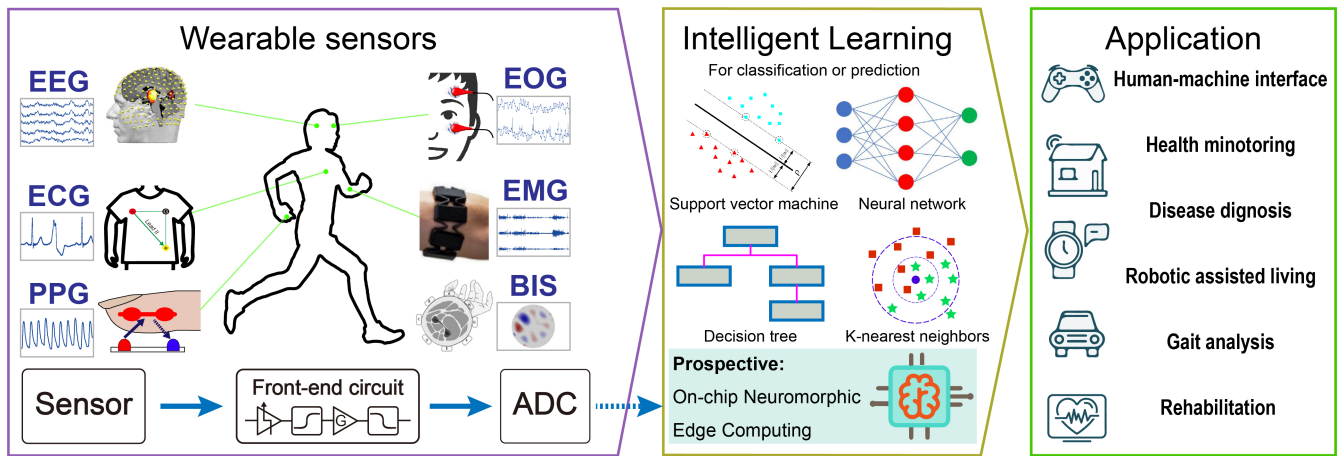 Wearable sensors
EEG
EOG
ECG
Lead II
EMG
PPG
BIS
Sensor
Front-end circuit
G
ADC
Intelligent Learning
For classification or prediction
Support vector machine
Neural network
Decision tree
K-nearest neighbors
Prospective:
On-chip Neuromorphic
Edge Computing
Application
Human-machine interface
Health minotoring
Disease dignosis
Robotic assisted living
Gait analysis
Rehabilitation